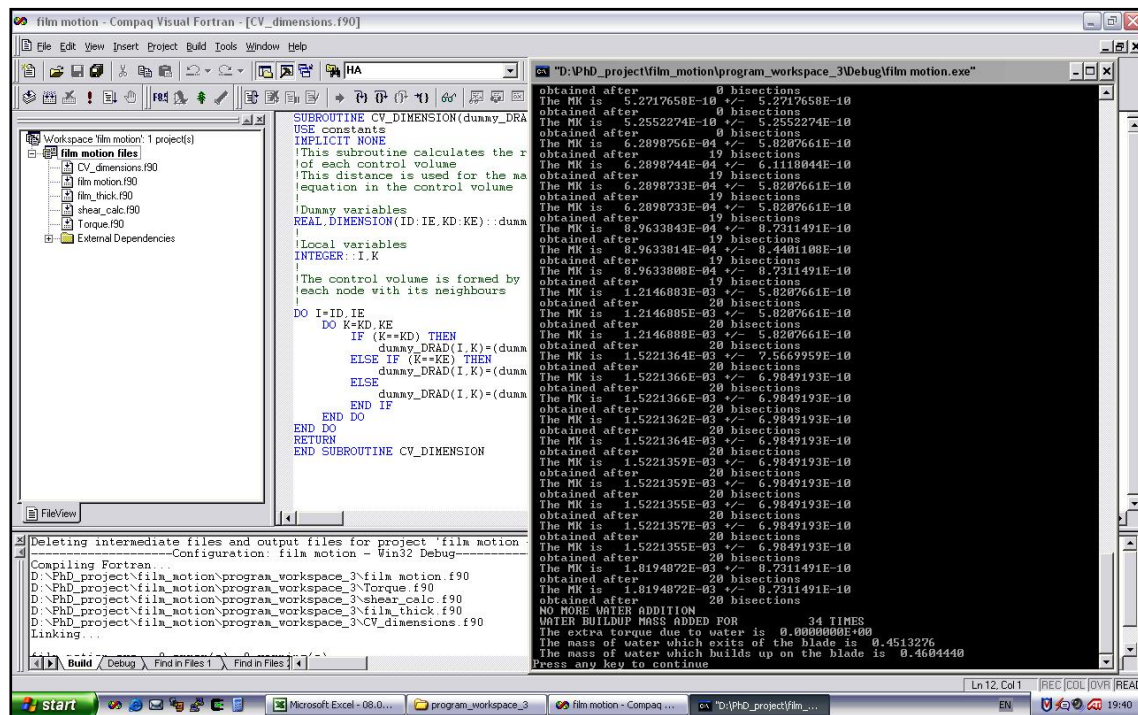 film motion - Compaq Visual Fortran - [CV_dimensions.f90]
File Edit View Insert Project Build Tools Window Help
HA
Workspace 'film motion': 1 project(s)
film motion files
CV_dimensions.f90
film motion.f90
film_thick.f90
shear_calc.f90
Torque.f90
External Dependencies
FileView
SUBROUTINE CV_DIMENSION(dummy_DRA
USE constants
IMPLICIT NONE
!This subroutine calculates the r
!of each control volume
!This distance is used for the ma
!equation in the control volume
!
!Dummy variables
REAL,DIMENSION(ID:IE,KD:KE)::dumm
!
!Local variables
INTEGER::I,K
!
!The control volume is formed by
!each node with its neighbours
!
DO I=ID,IE
DO K=KD,KE
IF (K==KD) THEN
dummy_DRAD(I,K)=(dumm
ELSE IF (K==KE) THEN
dummy_DRAD(I,K)=(dumm
ELSE
dummy_DRAD(I,K)=(dumm
END IF
END DO
END DO
RETURN
END SUBROUTINE CV_DIMENSION
"D:\PhD_project\film_motion\program_workspace_3\Debug\film motion.exe"
obtained after 0 bisections
The MK is 5.2717658E-10 +/- 5.2717658E-10
obtained after 0 bisections
The MK is 5.2552274E-10 +/- 5.2552274E-10
obtained after 0 bisections
The MK is 6.2898756E-04 +/- 5.8207661E-10
obtained after 19 bisections
The MK is 6.2898744E-04 +/- 6.1118044E-10
obtained after 19 bisections
The MK is 6.2898733E-04 +/- 5.8207661E-10
obtained after 19 bisections
The MK is 6.2898733E-04 +/- 5.8207661E-10
obtained after 19 bisections
The MK is 8.9633843E-04 +/- 8.7311491E-10
obtained after 19 bisections
The MK is 8.9633814E-04 +/- 8.4401108E-10
obtained after 19 bisections
The MK is 8.9633808E-04 +/- 8.7311491E-10
obtained after 19 bisections
The MK is 1.2146883E-03 +/- 5.8207661E-10
obtained after 20 bisections
The MK is 1.2146885E-03 +/- 5.8207661E-10
obtained after 20 bisections
The MK is 1.2146888E-03 +/- 5.8207661E-10
obtained after 20 bisections
The MK is 1.5221364E-03 +/- 7.5669959E-10
obtained after 20 bisections
The MK is 1.5221366E-03 +/- 6.9849193E-10
obtained after 20 bisections
The MK is 1.5221366E-03 +/- 6.9849193E-10
obtained after 20 bisections
The MK is 1.5221362E-03 +/- 6.9849193E-10
obtained after 20 bisections
The MK is 1.5221364E-03 +/- 6.9849193E-10
obtained after 20 bisections
The MK is 1.5221359E-03 +/- 6.9849193E-10
obtained after 20 bisections
The MK is 1.5221359E-03 +/- 6.9849193E-10
obtained after 20 bisections
The MK is 1.5221355E-03 +/- 6.9849193E-10
obtained after 20 bisections
The MK is 1.5221357E-03 +/- 6.9849193E-10
obtained after 20 bisections
The MK is 1.5221355E-03 +/- 6.9849193E-10
obtained after 20 bisections
The MK is 1.8194872E-03 +/- 8.7311491E-10
obtained after 20 bisections
The MK is 1.8194872E-03 +/- 8.7311491E-10
obtained after 20 bisections
NO MORE WATER ADDITION
WATER BUILDUP MASS ADDED FOR 34 TIMES
The extra torque due to water is 0.0000000E+00
The mass of water which exits of the blade is 0.4513276
The mass of water which builds up on the blade is 0.4604440
Press any key to continue
Deleting intermediate files and output files for project 'film motion -
--------------------Configuration: film motion - Win32 Debug-----------
Compiling Fortran...
D:\PhD_project\film_motion\program_workspace_3\film motion.f90
D:\PhD_project\film_motion\program_workspace_3\Torque.f90
D:\PhD_project\film_motion\program_workspace_3\shear_calc.f90
D:\PhD_project\film_motion\program_workspace_3\film_thick.f90
D:\PhD_project\film_motion\program_workspace_3\CV_dimensions.f90
Linking...
Build Debug Find in Files 1 Find in Files 2
Ln 12, Col 1 REC COL OVR READ
start Microsoft Excel - 08.0... program_workspace_3 film motion - Compaq ... "D:\PhD_project\film_... EN 19:40